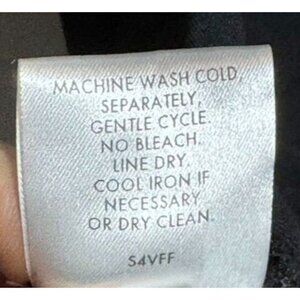 MACHINE WASH COLD,
SEPARATELY,
GENTLE CYCLE.
NO BLEACH.
LINE DRY.
COOL IRON IF
NECESSARY
OR DRY CLEAN.
S4VFF